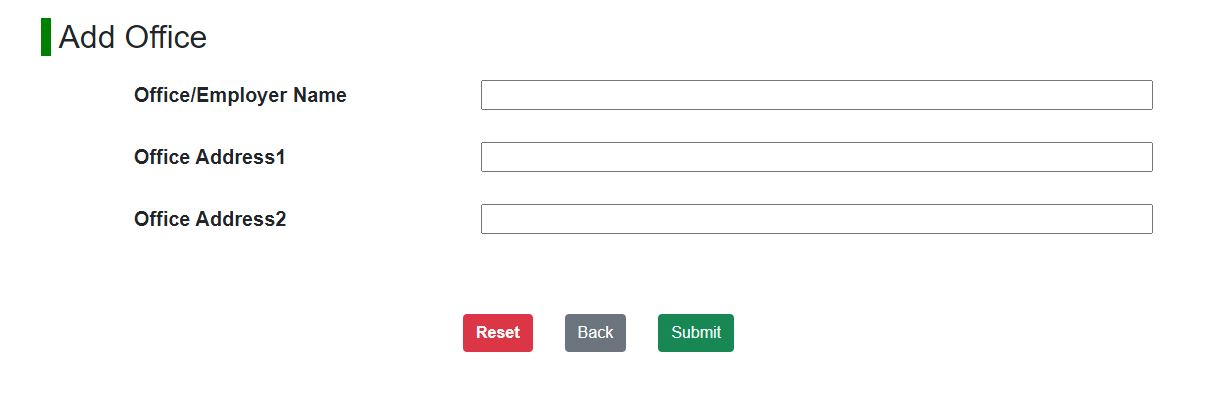 Add Office
Office/Employer Name
Office Address1
Office Address2
Reset Back Submit